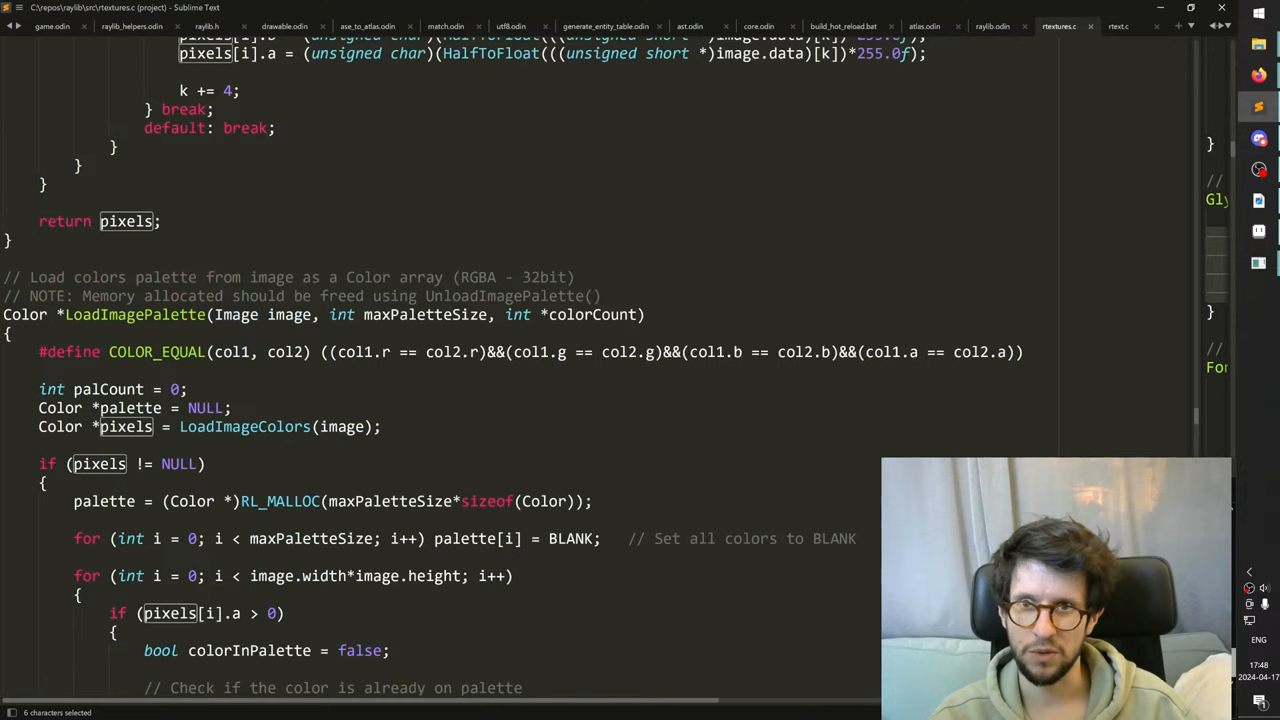 C:\repos\raylib\src\rtextures.c (project) - Sublime Text
game.odin raylib_helpers.odin raylib.h drawable.odin ase_to_atlas.odin match.odin utf8.odin generate_entity_table.odin ast.odin core.odin build_hot_reload.bat atlas.odin raylib.odin rtextures.c text.c
pixels[i].a = (unsigned char)(HalfToFloat(((unsigned short *)image.data)[k])*255.0f);
k += 4;
} break;
default: break;
}
}
}
return pixels;
}
// Load colors palette from image as a Color array (RGBA - 32bit)
// NOTE: Memory allocated should be freed using UnloadImagePalette()
Color *LoadImagePalette(Image image, int maxPaletteSize, int *colorCount)
{
#define COLOR_EQUAL(col1, col2) ((col1.r == col2.r)&&(col1.g == col2.g)&&(col1.b == col2.b)&&(col1.a == col2.a))
int palCount = 0;
Color *palette = NULL;
Color *pixels = LoadImageColors(image);
if (pixels != NULL)
{
palette = (Color *)RL_MALLOC(maxPaletteSize*sizeof(Color));
for (int i = 0; i < maxPaletteSize; i++) palette[i] = BLANK;   // Set all colors to BLANK
for (int i = 0; i < image.width*image.height; i++)
{
if (pixels[i].a > 0)
{
bool colorInPalette = false;
// Check if the color is already on palette
6 characters selected
}
//
Gly
}
//
For
ENG
17:48
2024-04-17